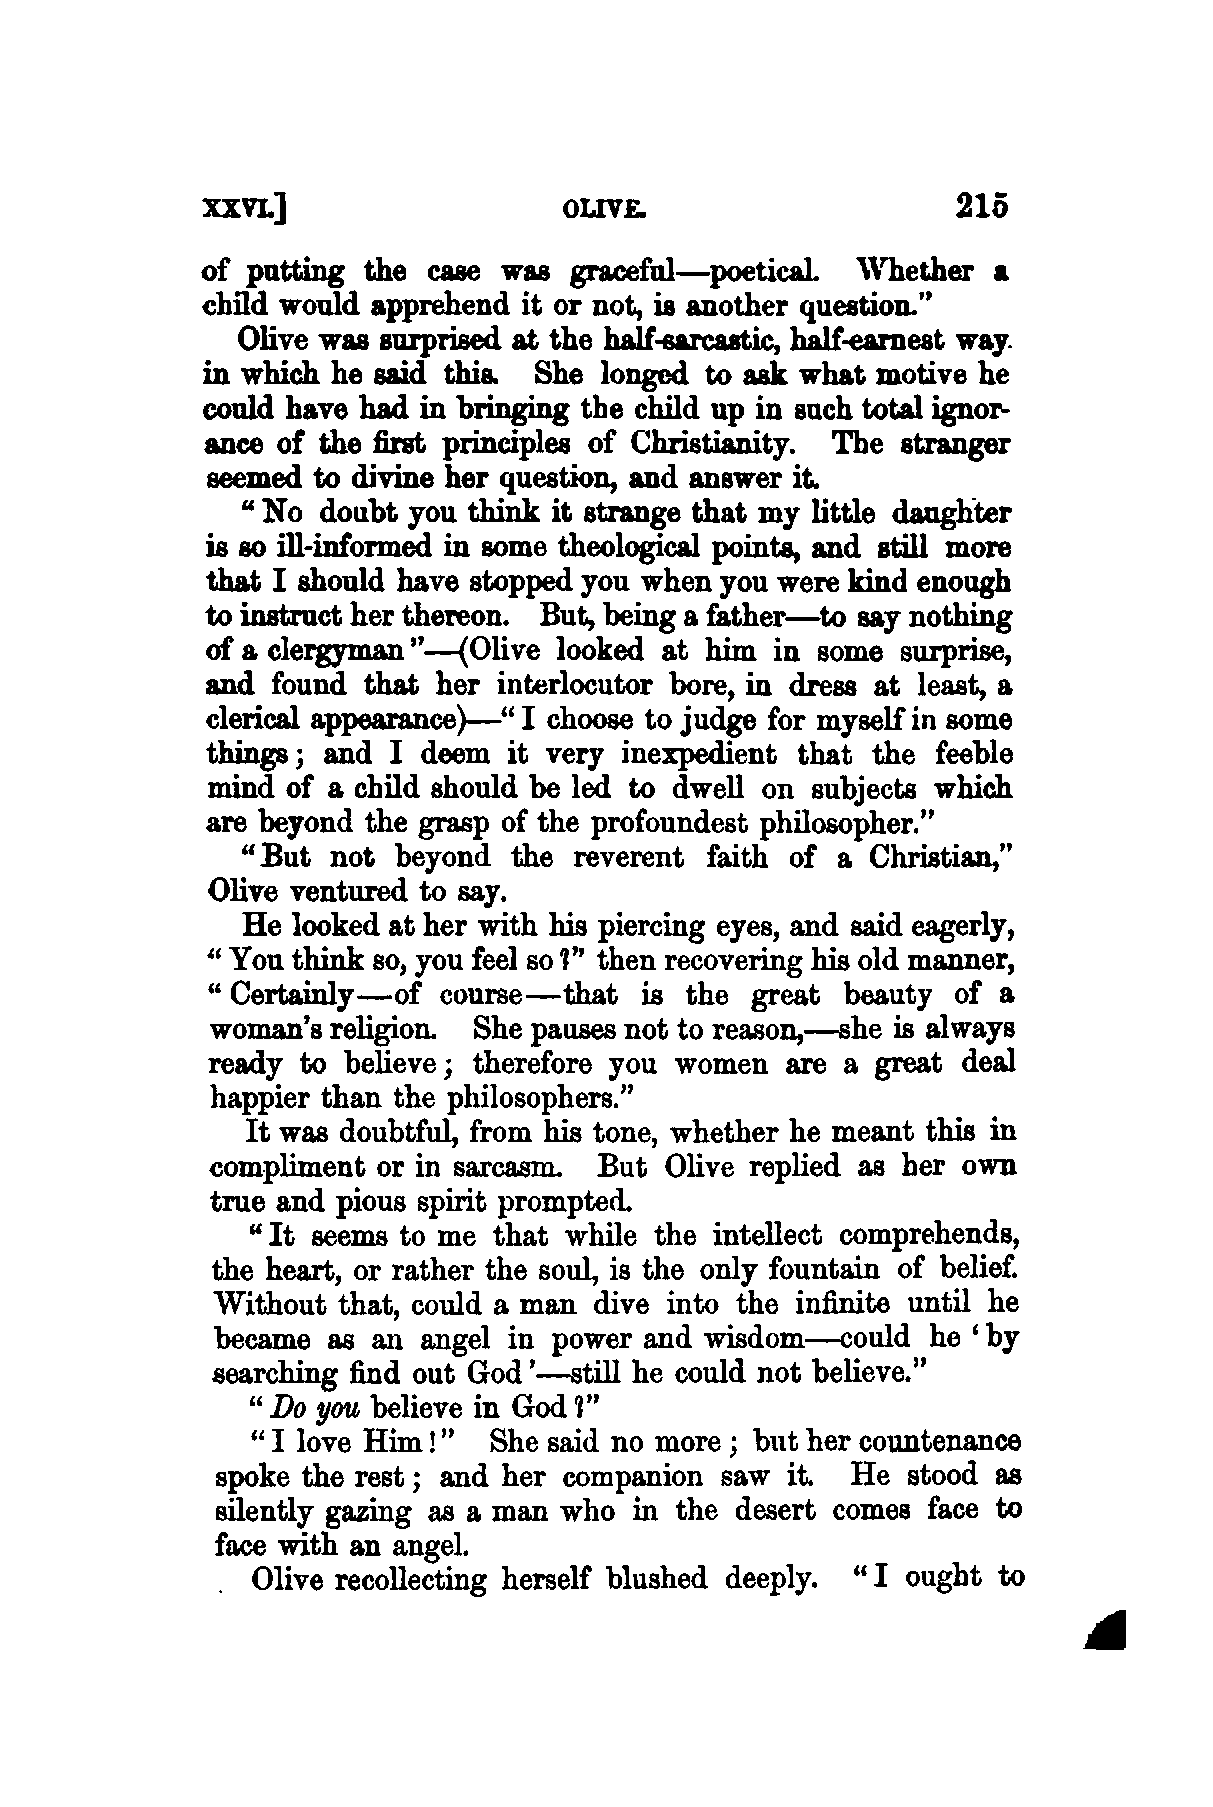 XXVI.] OLIVE. 215
of putting the case was graceful—poetical. Whether a
child would apprehend it or not, is another question."
Olive was surprised at the half-sarcastic, half-earnest way
in which he said this. She longed to ask what motive he
could have had in bringing the child up in such total ignor-
ance of the first principles of Christianity. The stranger
seemed to divine her question, and answer it.
"No doubt you think it strange that my little daughter
is so ill-informed in some theological points, and still more
that I should have stopped you when you were kind enough
to instruct her thereon. But, being a father—to say nothing
of a clergyman"—(Olive looked at him in some surprise,
and found that her interlocutor bore, in dress at least, a
clerical appearance)—"I choose to judge for myself in some
things; and I deem it very inexpedient that the feeble
mind of a child should be led to dwell on subjects which
are beyond the grasp of the profoundest philosopher."
"But not beyond the reverent faith of a Christian,"
Olive ventured to say.
He looked at her with his piercing eyes, and said eagerly,
"You think so, you feel so?" then recovering his old manner,
"Certainly—of course—that is the great beauty of a
woman's religion. She pauses not to reason,—she is always
ready to believe; therefore you women are a great deal
happier than the philosophers."
It was doubtful, from his tone, whether he meant this in
compliment or in sarcasm. But Olive replied as her own
true and pious spirit prompted.
"It seems to me that while the intellect comprehends,
the heart, or rather the soul, is the only fountain of belief.
Without that, could a man dive into the infinite until he
became as an angel in power and wisdom—could he 'by
searching find out God'—still he could not believe."
"Do you believe in God?"
"I love Him!" She said no more; but her countenance
spoke the rest; and her companion saw it. He stood as
silently gazing as a man who in the desert comes face to
face with an angel.
Olive recollecting herself blushed deeply. "I ought to